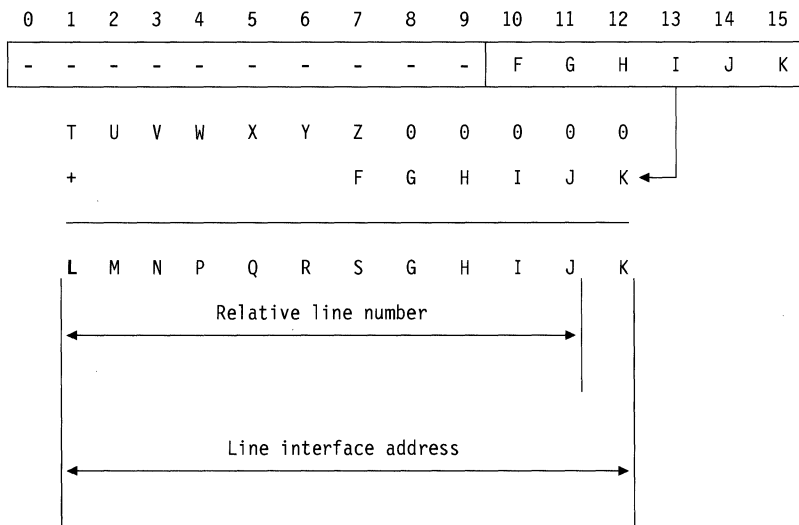 0 1 2 3 4 5 6 7 8 9 10 11 12 13 14 15
- - - - - - - - - - F G H I J K
T U V W X Y Z 0 0 0 0 0
+ F G H I J K
L M N P Q R S G H I J K
Relative line number
Line interface address